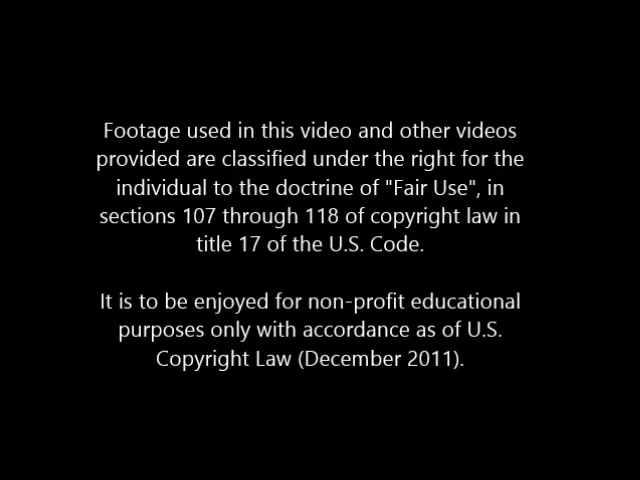 Footage used in this video and other videos
provided are classified under the right for the
individual to the doctrine of "Fair Use", in
sections 107 through 118 of copyright law in
title 17 of the U.S. Code.
It is to be enjoyed for non-profit educational
purposes only with accordance as of U.S.
Copyright Law (December 2011).